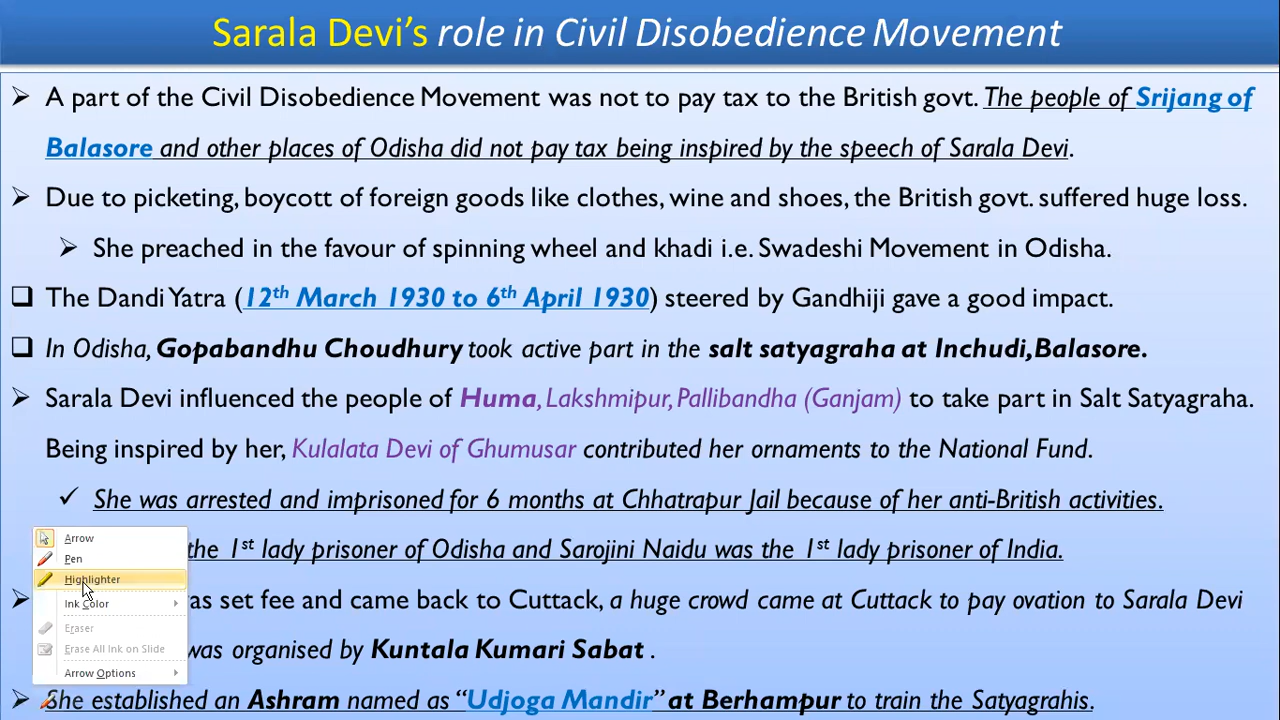 Sarala Devi's role in Civil Disobedience Movement
A part of the Civil Disobedience Movement was not to pay tax to the British govt. The people of Srijang of
Balasore and other places of Odisha did not pay tax being inspired by the speech of Sarala Devi.
Due to picketing, boycott of foreign goods like clothes, wine and shoes, the British govt. suffered huge loss.
She preached in the favour of spinning wheel and khadi i.e. Swadeshi Movement in Odisha.
The Dandi Yatra (12th March 1930 to 6th April 1930) steered by Gandhiji gave a good impact.
In Odisha, Gopabandhu Choudhury took active part in the salt satyagraha at Inchudi, Balasore.
Sarala Devi influenced the people of Huma, Lakshmipur, Pallibandha (Ganjam) to take part in Salt Satyagraha.
Being inspired by her, Kulalata Devi of Ghumusar contributed her ornaments to the National Fund.
She was arrested and imprisoned for 6 months at Chhatrapur Jail because of her anti-British activities.
the 1st lady prisoner of Odisha and Sarojini Naidu was the 1st lady prisoner of India.
set fee and came back to Cuttack, a huge crowd came at Cuttack to pay ovation to Sarala Devi
was organised by Kuntala Kumari Sabat .
She established an Ashram named as “Udjoga Mandir” at Berhampur to train the Satyagrahis.
Arrow
Pen
Highlighter
Ink Color
Eraser
Erase All Ink on Slide
Arrow Options